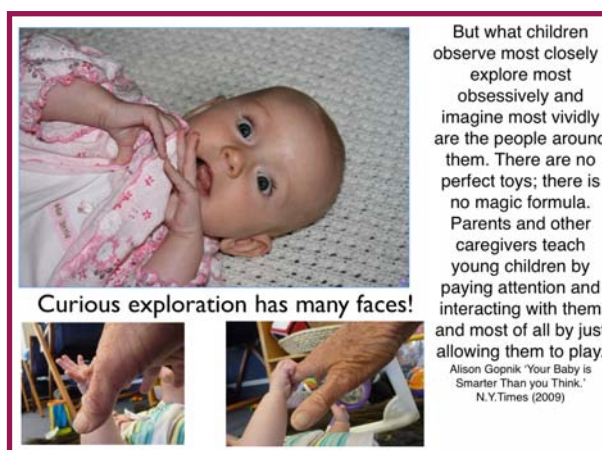 But what children
observe most closely
explore most
obsessively and
imagine most vividly
are the people around
them. There are no
perfect toys; there is
no magic formula.
Parents and other
caregivers teach
young children by
paying attention and
interacting with them
and most of all by just
allowing them to play.
Alison Gopnik ‘Your Baby is
Smarter Than you Think.’
N.Y.Times (2009)
Curious exploration has many faces!